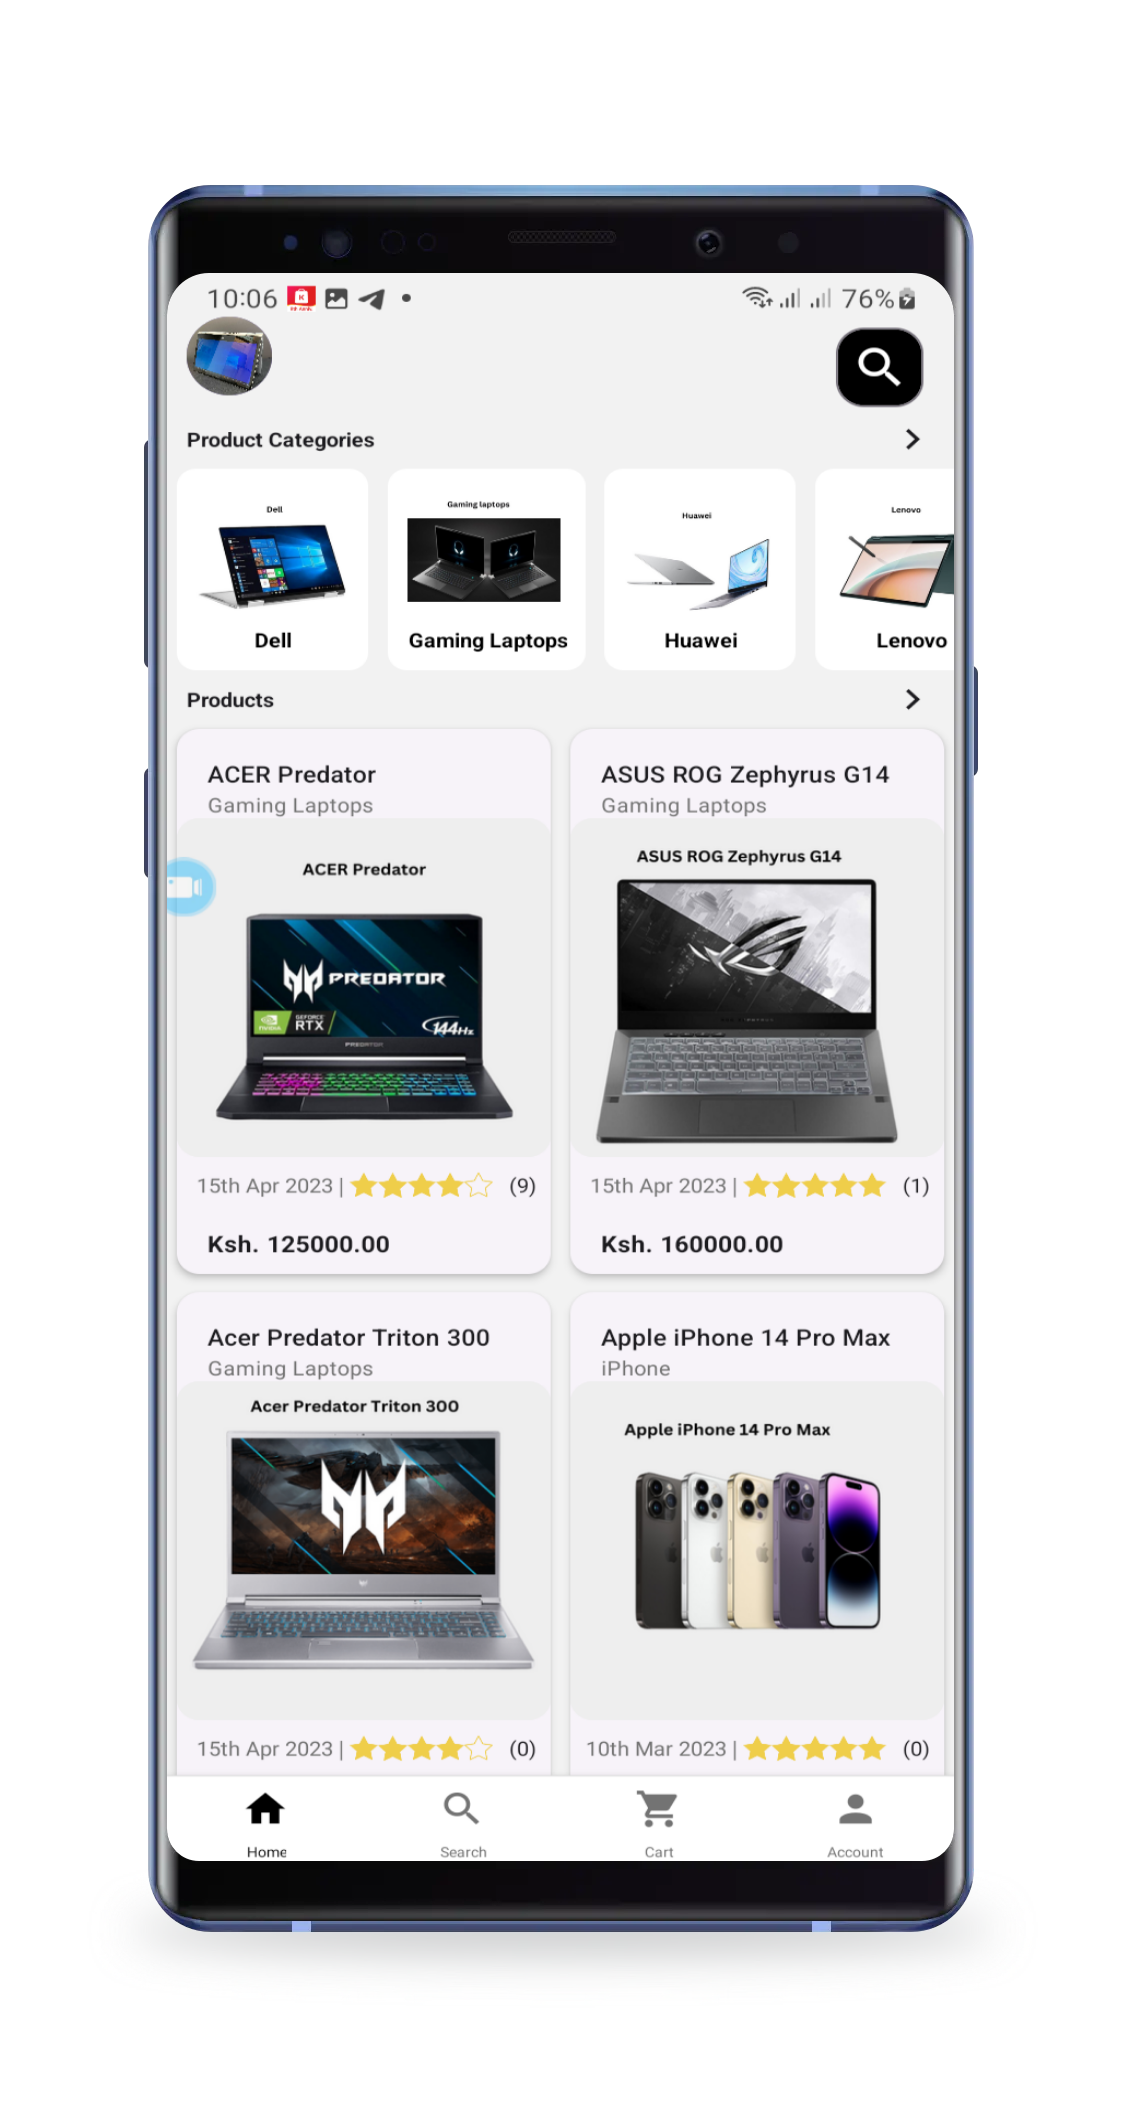 10:06 76%
Product Categories
Dell
Gaming laptops
Huawei
Lenovo
Dell
Gaming Laptops
Huawei
Lenovo
Products
ACER Predator
Gaming Laptops
ACER Predator
PREDATOR
GEFORCE
RTX
144Hz
PREDATOR
15th Apr 2023 | (9)
Ksh. 125000.00
ASUS ROG Zephyrus G14
Gaming Laptops
ASUS ROG Zephyrus G14
15th Apr 2023 | (1)
Ksh. 160000.00
Acer Predator Triton 300
Gaming Laptops
Acer Predator Triton 300
15th Apr 2023 | (0)
Apple iPhone 14 Pro Max
iPhone
Apple iPhone 14 Pro Max
10th Mar 2023 | (0)
Home
Search
Cart
Account